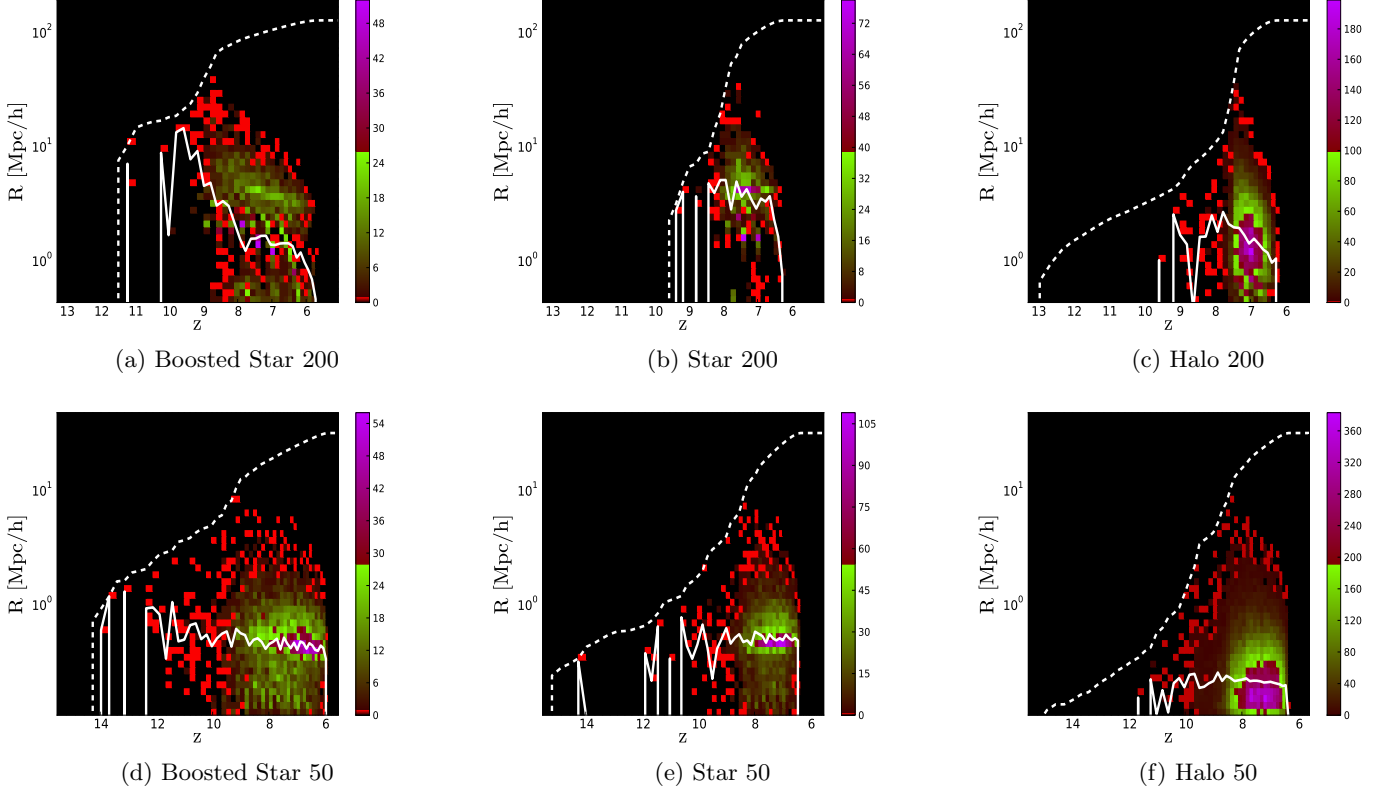 10² 10¹ 10⁰
R [Mpc/h]
13 12 11 10 9 8 7 6
z
48 42 36 30 24 18 12 6 0
(a) Boosted Star 200
10² 10¹ 10⁰
R [Mpc/h]
13 12 11 10 9 8 7 6
z
72 64 56 48 40 32 24 16 8 0
(b) Star 200
10² 10¹ 10⁰
R [Mpc/h]
13 12 11 10 9 8 7 6
z
180 160 140 120 100 80 60 40 20 0
(c) Halo 200
10¹ 10⁰
R [Mpc/h]
14 12 10 8 6
z
54 48 42 36 30 24 18 12 6 0
(d) Boosted Star 50
10¹ 10⁰
R [Mpc/h]
14 12 10 8 6
z
105 90 75 60 45 30 15 0
(e) Star 50
10¹ 10⁰
R [Mpc/h]
14 12 10 8 6
z
360 320 280 240 200 160 120 80 40 0
(f) Halo 50